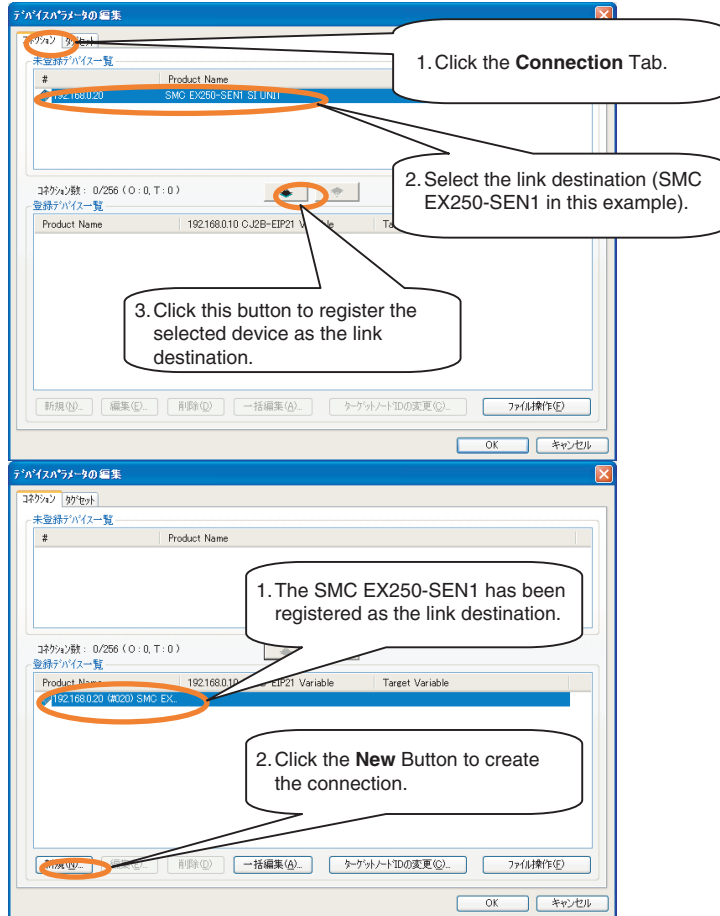 デバイスパラメータの編集
コネクション タグセット
1. Click the Connection Tab.
未登録デバイス一覧
# Product Name
192.168.0.20 SMC EX250-SEN1 SI UNIT
2. Select the link destination (SMC
EX250-SEN1 in this example).
コネクション数 : 0/256 ( O : 0, T : 0 )
登録デバイス一覧
Product Name 192.168.0.10 CJ2B-EIP21
3. Click this button to register the
selected device as the link
destination.
新規(N)... 編集(E)... 削除(D) 一括編集(A)... ターゲットノードIDの変更(C)... ファイル操作(F)
OK キャンセル
デバイスパラメータの編集
コネクション タグセット
未登録デバイス一覧
# Product Name
1. The SMC EX250-SEN1 has been
registered as the link destination.
コネクション数 : 0/256 ( O : 0, T : 0 )
登録デバイス一覧
Product Name 192.168.0.10 EIP21 Variable Target Variable
192.168.0.20 (#020) SMC EX...
2. Click the New Button to create
the connection.
新規(N)... 編集(E)... 削除(D) 一括編集(A)... ターゲットノードIDの変更(C)... ファイル操作(F)
OK キャンセル